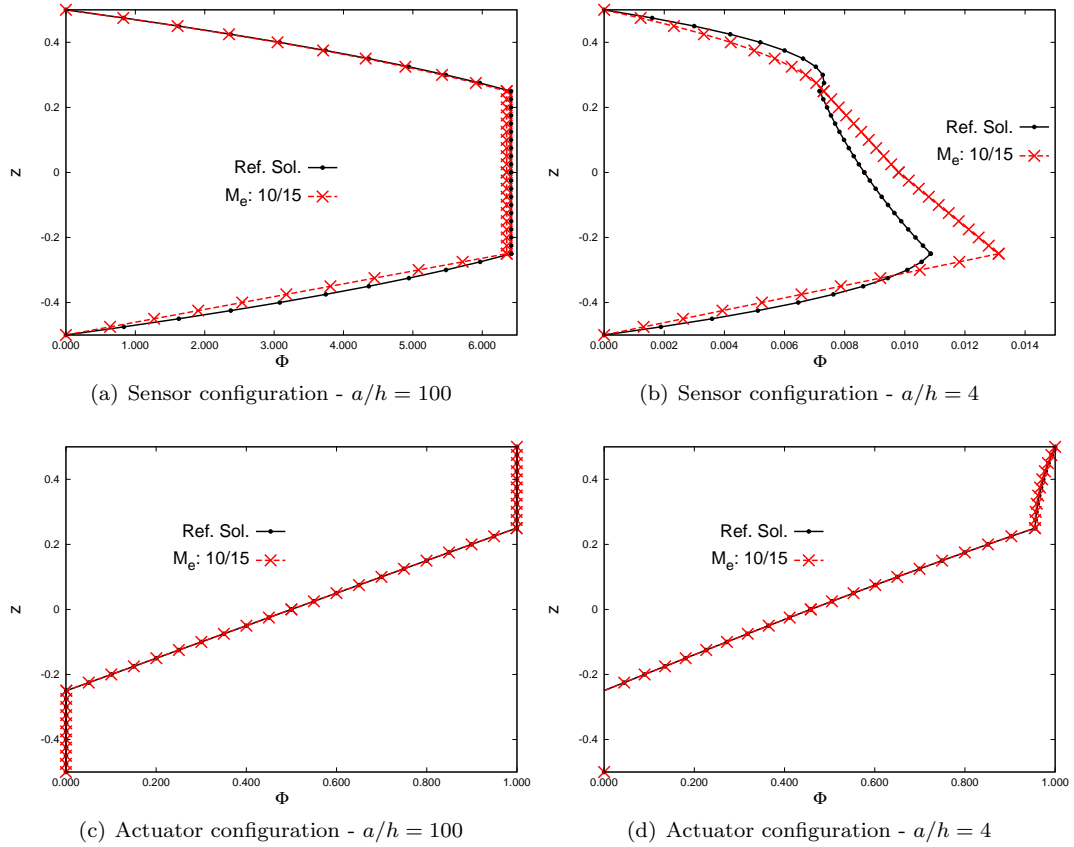 0.4
0.2
0
-0.2
-0.4
z
Ref. Sol.
Me: 10/15
0.000 1.000 2.000 3.000 4.000 5.000 6.000
Φ
(a) Sensor configuration - a/h = 100
0.4
0.2
0
-0.2
-0.4
z
Ref. Sol.
Me: 10/15
0.000 0.002 0.004 0.006 0.008 0.010 0.012 0.014
Φ
(b) Sensor configuration - a/h = 4
0.4
0.2
0
-0.2
-0.4
z
Ref. Sol.
Me: 10/15
0.000 0.200 0.400 0.600 0.800 1.000
Φ
(c) Actuator configuration - a/h = 100
0.4
0.2
0
-0.2
-0.4
z
Ref. Sol.
Me: 10/15
0.000 0.200 0.400 0.600 0.800 1.000
Φ
(d) Actuator configuration - a/h = 4